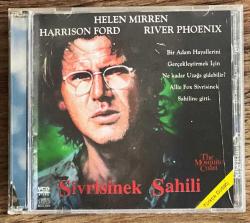 HELEN MIRREN
HARRISON FORD RIVER PHOENIX
Bir Adam Hayallerini
Gerçekleştirmek İçin
Ne kadar Uzağa gidebilir?
Allie Fox Sivrisinek
Sahiline gitti.
The
Mosquito
Coast
VCD
Sivrisinek Sahili